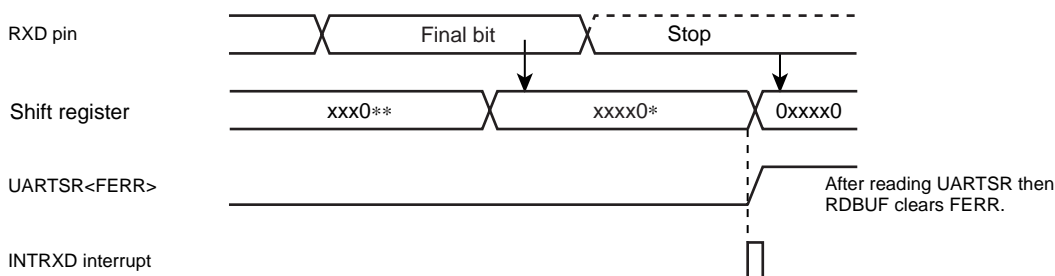 RXD pin
Final bit
Stop
Shift register
xxx0**
xxxx0*
0xxxx0
UARTSR<FERR>
After reading UARTSR then
RDBUF clears FERR.
INTRXD interrupt